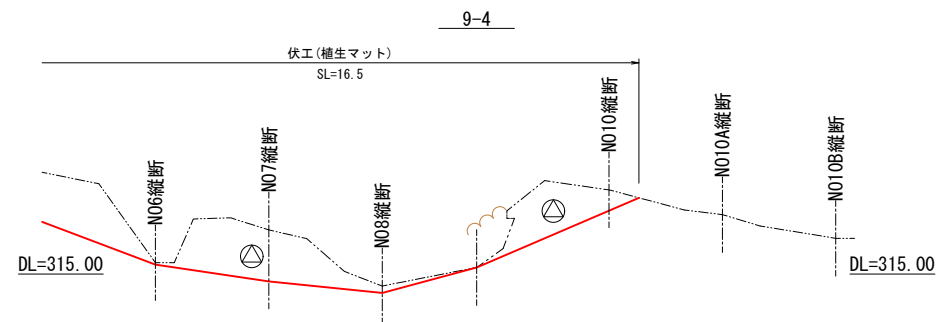 9-4
伏工(植生マット)
SL=16.5
NO6縦断
NO7縦断
NO8縦断
NO10縦断
NO10A縦断
NO10B縦断
DL=315.00
DL=315.00